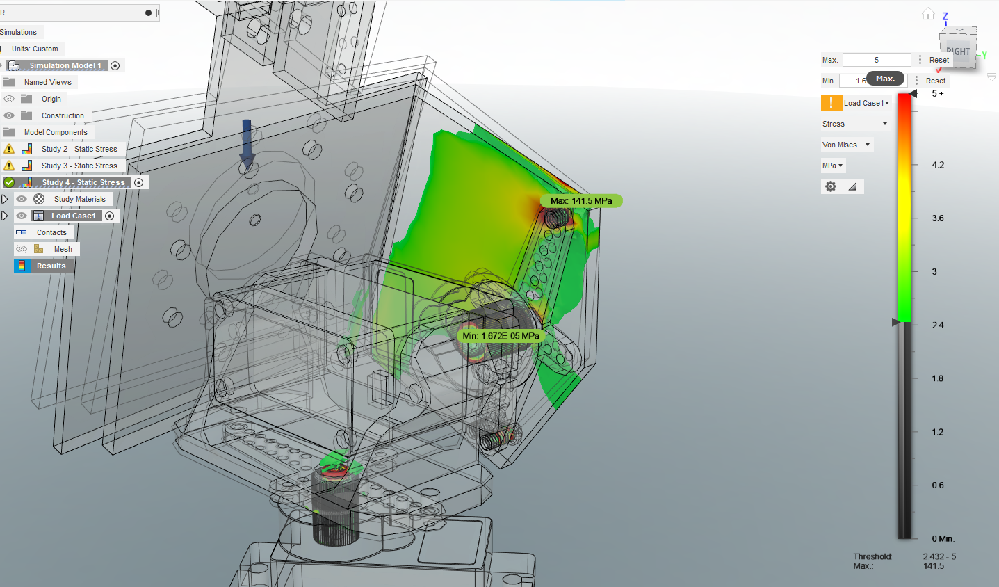 R
Simulations
Units: Custom
Simulation Model 1
Named Views
Origin
Construction
Model Components
Study 2 - Static Stress
Study 3 - Static Stress
Study 4 - Static Stress
Study Materials
Load Case1
Contacts
Mesh
Results
Max: 141.5 MPa
Min: 1.672E-05 MPa
Z
RIGHT
Y
Max. 5 Reset
Min. 1.6 Reset
Max.
Load Case1
Stress
Von Mises
MPa
5 +
4.2
3.6
3
2.4
1.8
1.2
0.6
0 Min.
Threshold: 2.432 - 5
Max.: 141.5